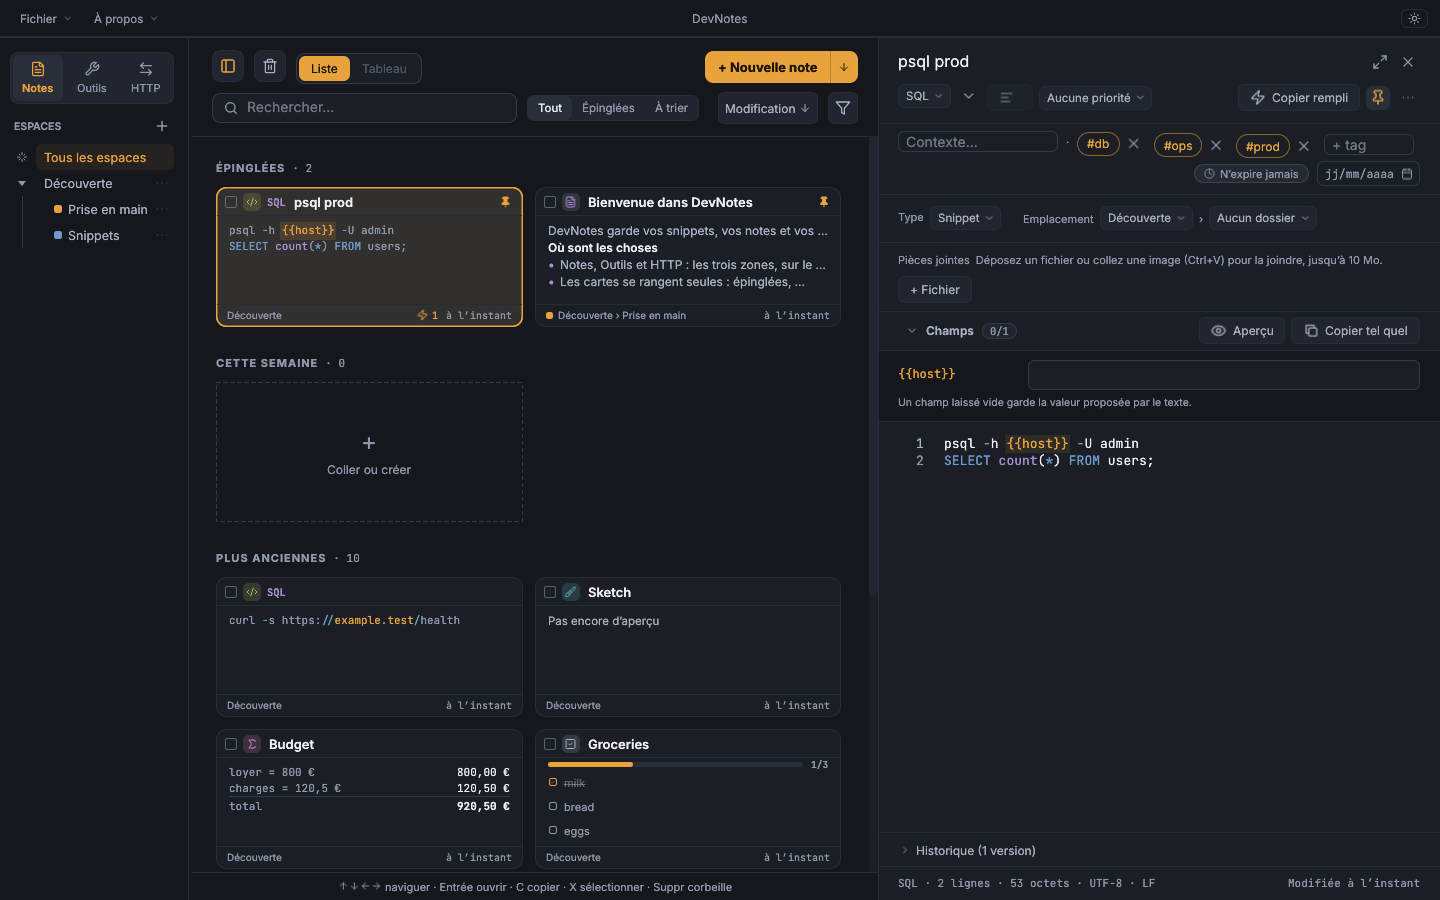 Fichier
À propos
DevNotes
Notes
Outils
HTTP
ESPACES
Tous les espaces
Découverte
Prise en main
Snippets
Liste
Tableau
+ Nouvelle note
Rechercher...
Tout
Épinglées
À trier
Modification ↓
ÉPINGLÉES · 2
SQL psql prod
psql -h {{host}} -U admin
SELECT count(*) FROM users;
Découverte
1 à l’instant
Bienvenue dans DevNotes
DevNotes garde vos snippets, vos notes et vos ...
Où sont les choses
• Notes, Outils et HTTP : les trois zones, sur le ...
• Les cartes se rangent seules : épinglées, ...
Découverte › Prise en main
à l’instant
CETTE SEMAINE · 0
+
Coller ou créer
PLUS ANCIENNES · 10
SQL
curl -s https://example.test/health
Découverte
à l’instant
Sketch
Pas encore d’aperçu
Découverte
à l’instant
Budget
loyer = 800 € 800,00 €
charges = 120,5 € 120,50 €
total 920,50 €
Découverte
à l’instant
Groceries
1/3
milk
bread
eggs
Découverte
à l’instant
↑↓←→ naviguer · Entrée ouvrir · C copier · X sélectionner · Suppr corbeille
psql prod
SQL
Aucune priorité
Copier rempli
Contexte...
· #db
#ops
#prod
+ tag
N’expire jamais
jj/mm/aaaa
Type Snippet
Emplacement Découverte › Aucun dossier
Pièces jointes Déposez un fichier ou collez une image (Ctrl+V) pour la joindre, jusqu’à 10 Mo.
+ Fichier
Champs 0/1
Aperçu
Copier tel quel
{{host}}
Un champ laissé vide garde la valeur proposée par le texte.
1 psql -h {{host}} -U admin
2 SELECT count(*) FROM users;
Historique (1 version)
SQL · 2 lignes · 53 octets · UTF-8 · LF
Modifiée à l’instant